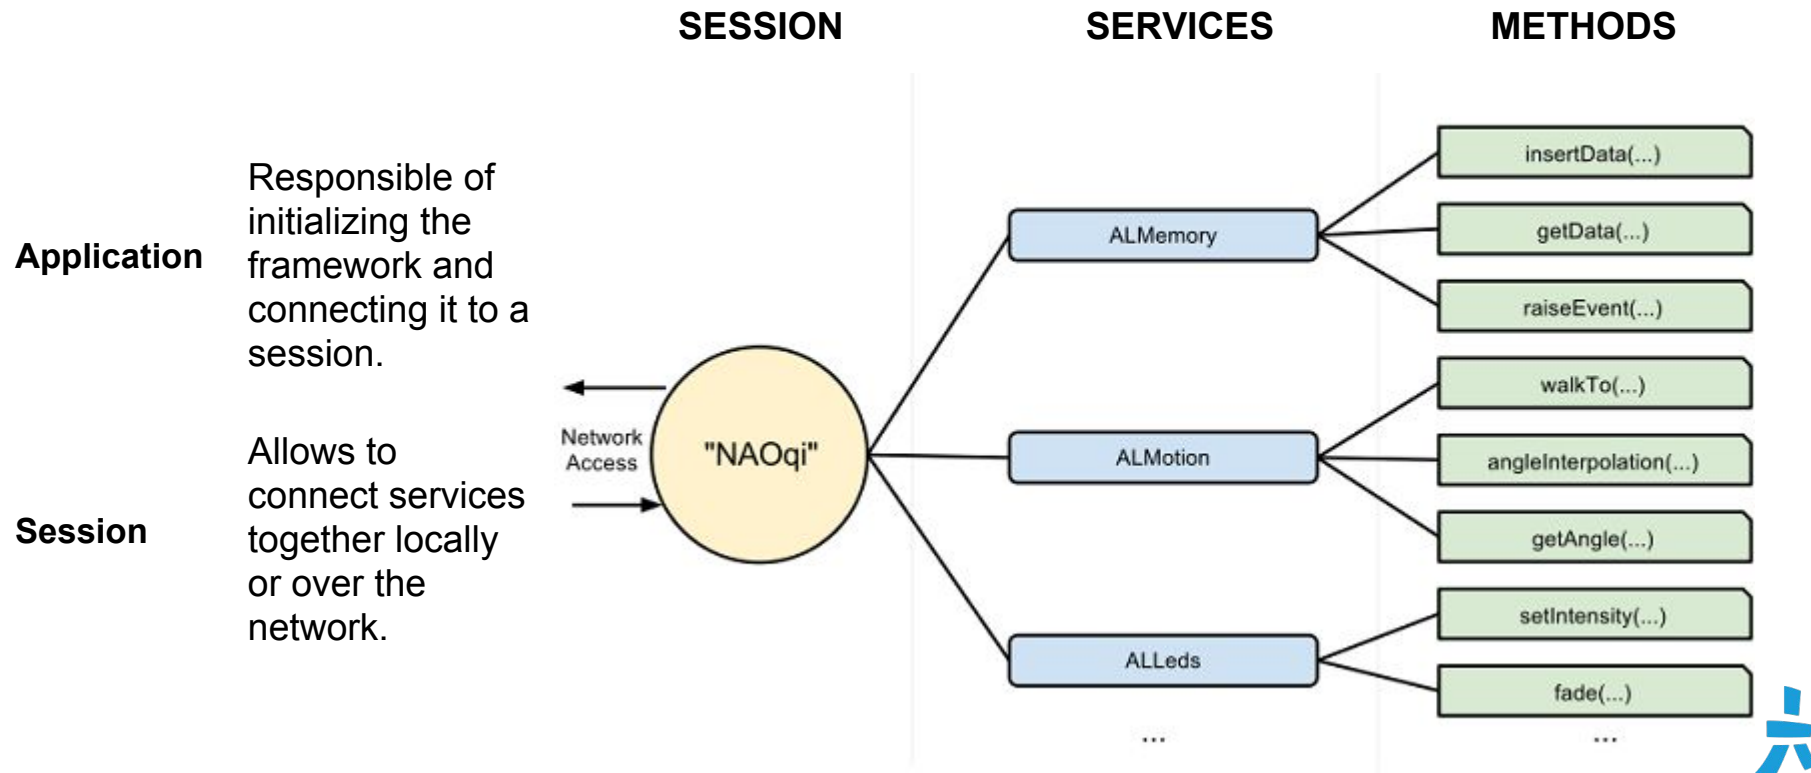 SESSION
SERVICES
METHODS
Application
Responsible of
initializing the
framework and
connecting it to a
session.
Session
Allows to
connect services
together locally
or over the
network.
Network
Access
"NAOqi"
ALMemory
insertData(...)
getData(...)
raiseEvent(...)
ALMotion
walkTo(...)
angleInterpolation(...)
getAngle(...)
ALLeds
setIntensity(...)
fade(...)
...
...